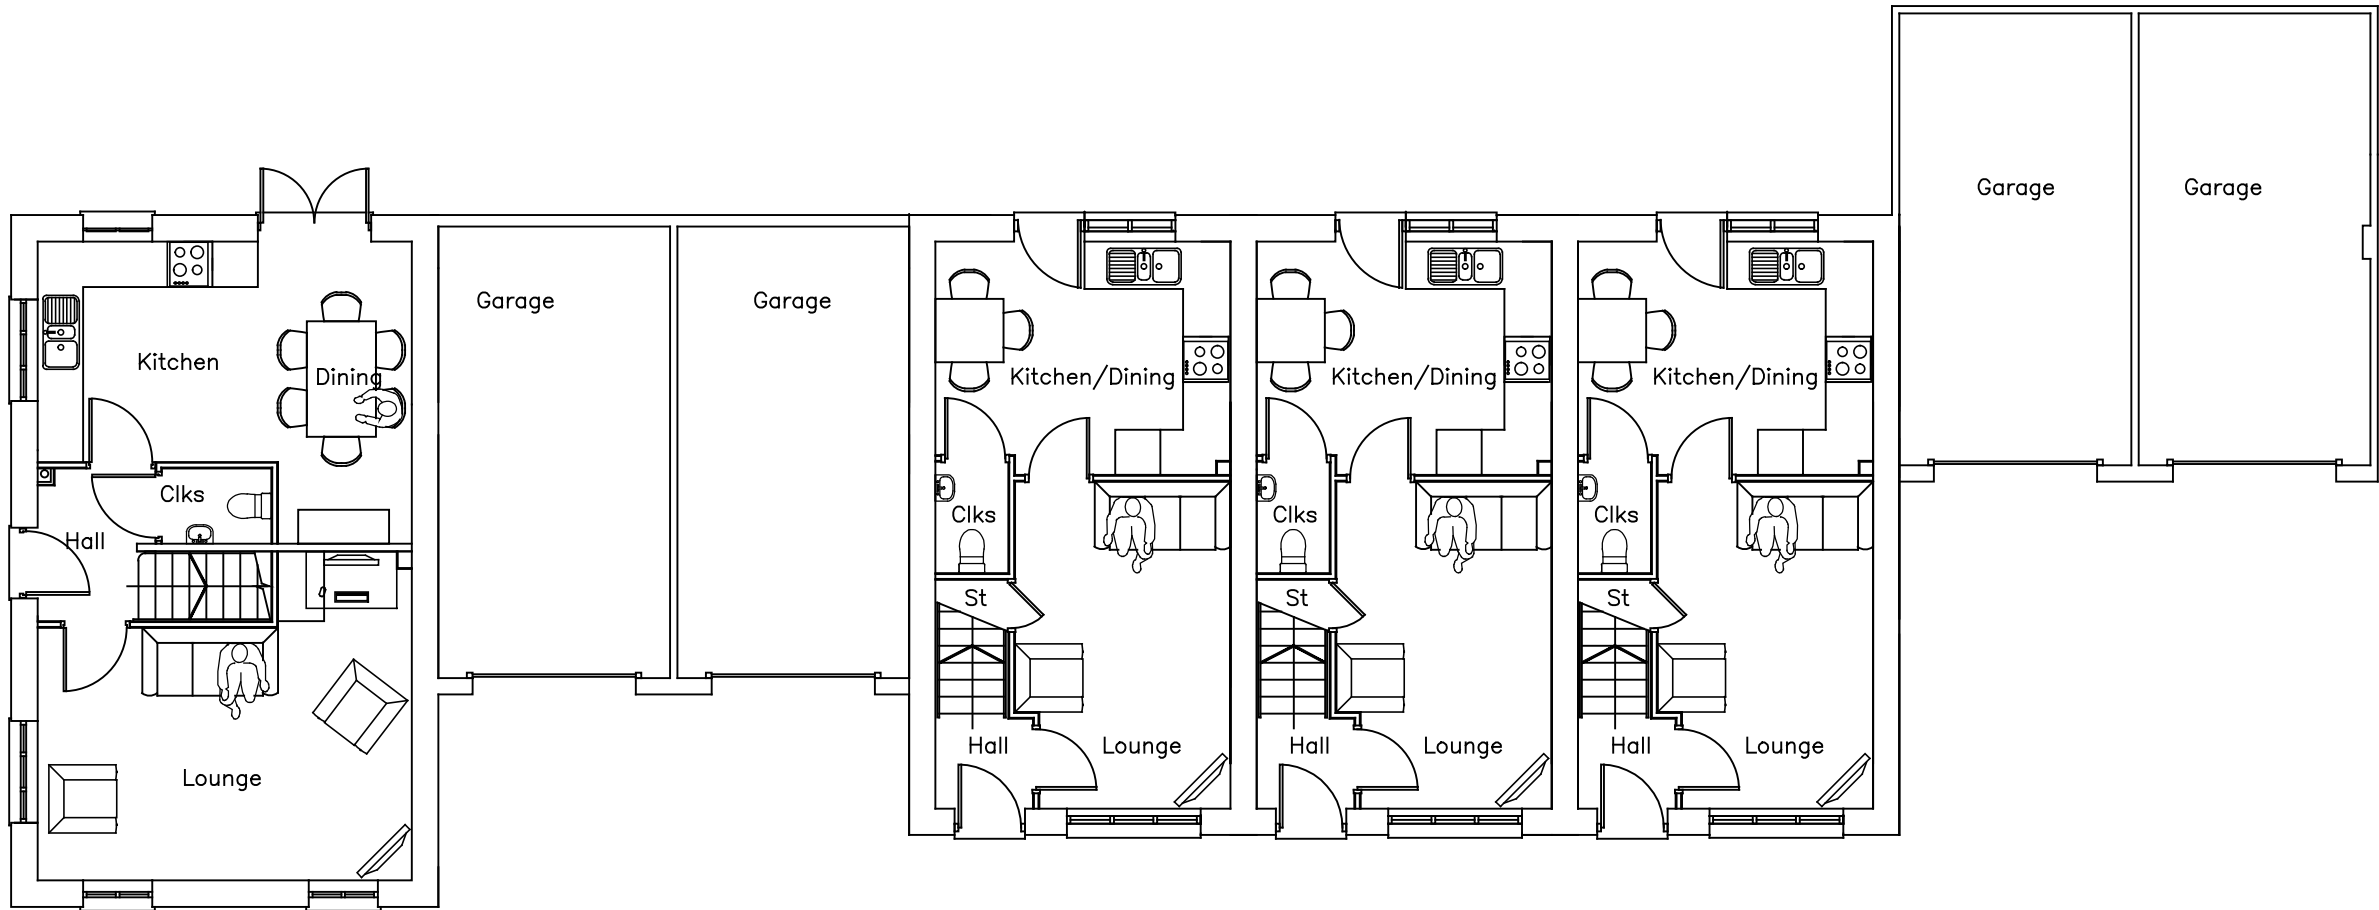 Garage
Garage
Garage
Garage
Kitchen
Dining
Kitchen/Dining
Kitchen/Dining
Kitchen/Dining
Clks
Clks
Clks
Clks
Hall
St
St
St
Hall
Lounge
Hall
Lounge
Hall
Lounge
Lounge